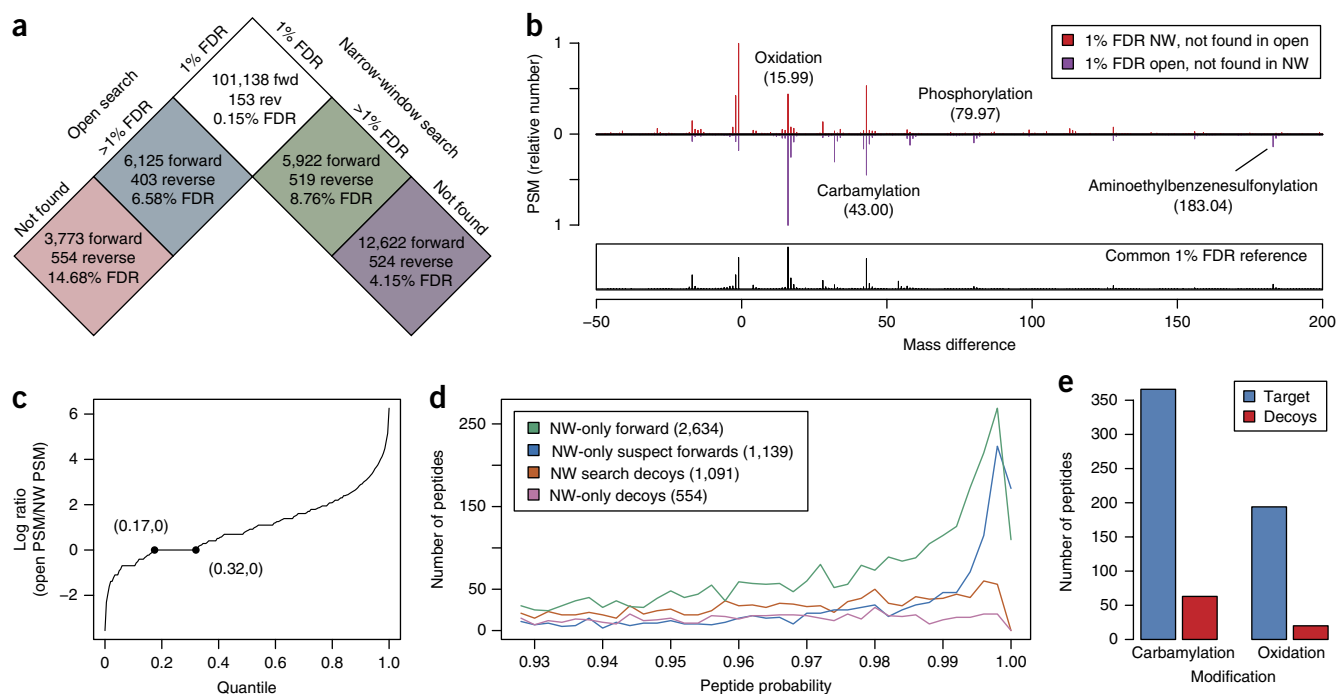 a
Open search
1% FDR
>1% FDR
Not found
1% FDR
>1% FDR
Not found
Narrow-window search
101,138 fwd
153 rev
0.15% FDR
6,125 forward
403 reverse
6.58% FDR
5,922 forward
519 reverse
8.76% FDR
3,773 forward
554 reverse
14.68% FDR
12,622 forward
524 reverse
4.15% FDR
b
PSM (relative number)
1
0
1
Oxidation
(15.99)
1% FDR NW, not found in open
1% FDR open, not found in NW
Phosphorylation
(79.97)
Carbamylation
(43.00)
Aminoethylbenzenesulfonylation
(183.04)
Common 1% FDR reference
−50 0 50 100 150 200
Mass difference
c
Log ratio
(open PSM/NW PSM)
6
4
2
0
−2
(0.17,0)
(0.32,0)
0 0.2 0.4 0.6 0.8 1.0
Quantile
d
Number of peptides
250
150
50
0
NW-only forward (2,634)
NW-only suspect forwards (1,139)
NW search decoys (1,091)
NW-only decoys (554)
0.93 0.94 0.95 0.96 0.97 0.98 0.99 1.00
Peptide probability
e
Number of peptides
350
300
250
200
150
100
50
0
Target
Decoys
Carbamylation Oxidation
Modification